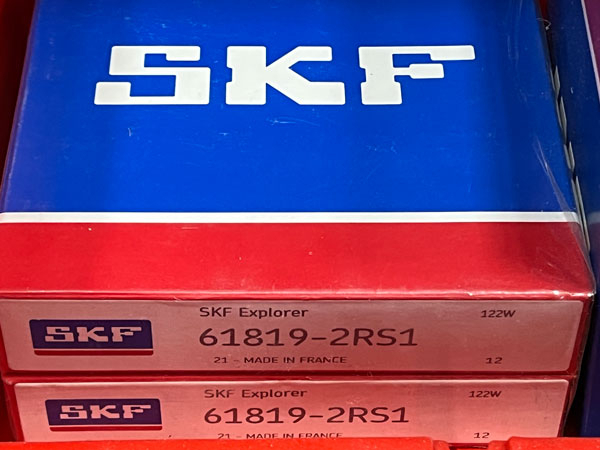 SKF
SKF Explorer 122W
SKF 61819-2RS1
21 - MADE IN FRANCE 12
SKF Explorer 122W
SKF 61819-2RS1
21 - MADE IN FRANCE 12